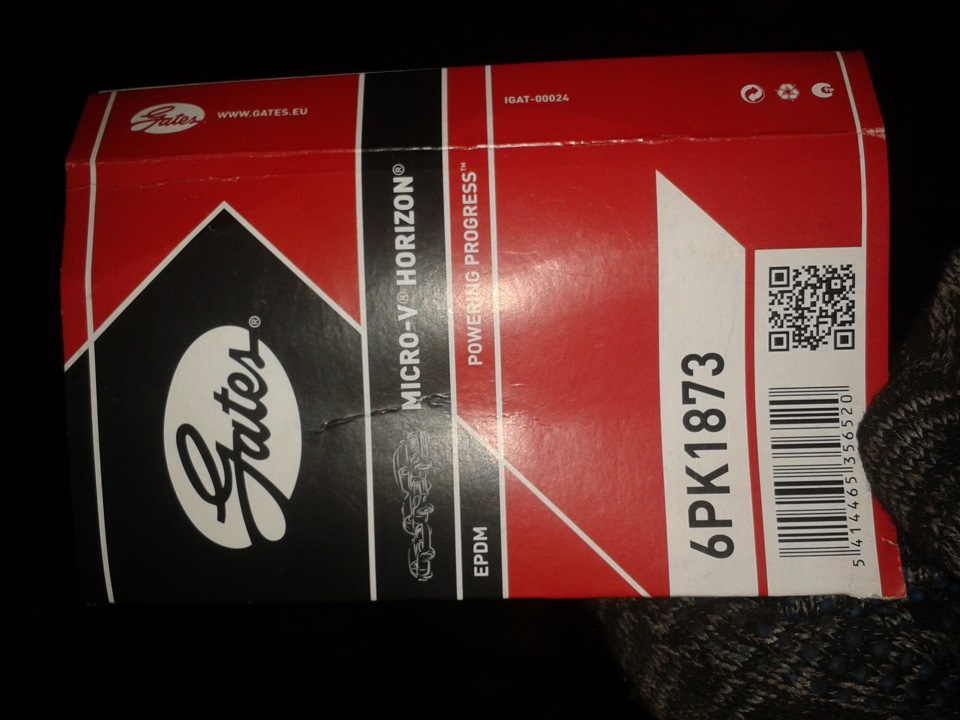 Gates
WWW.GATES.EU
IGAT-00024
Gates®
MICRO-V® HORIZON®
POWERING PROGRESS™
EPDM
6PK1873
5 414465 356520